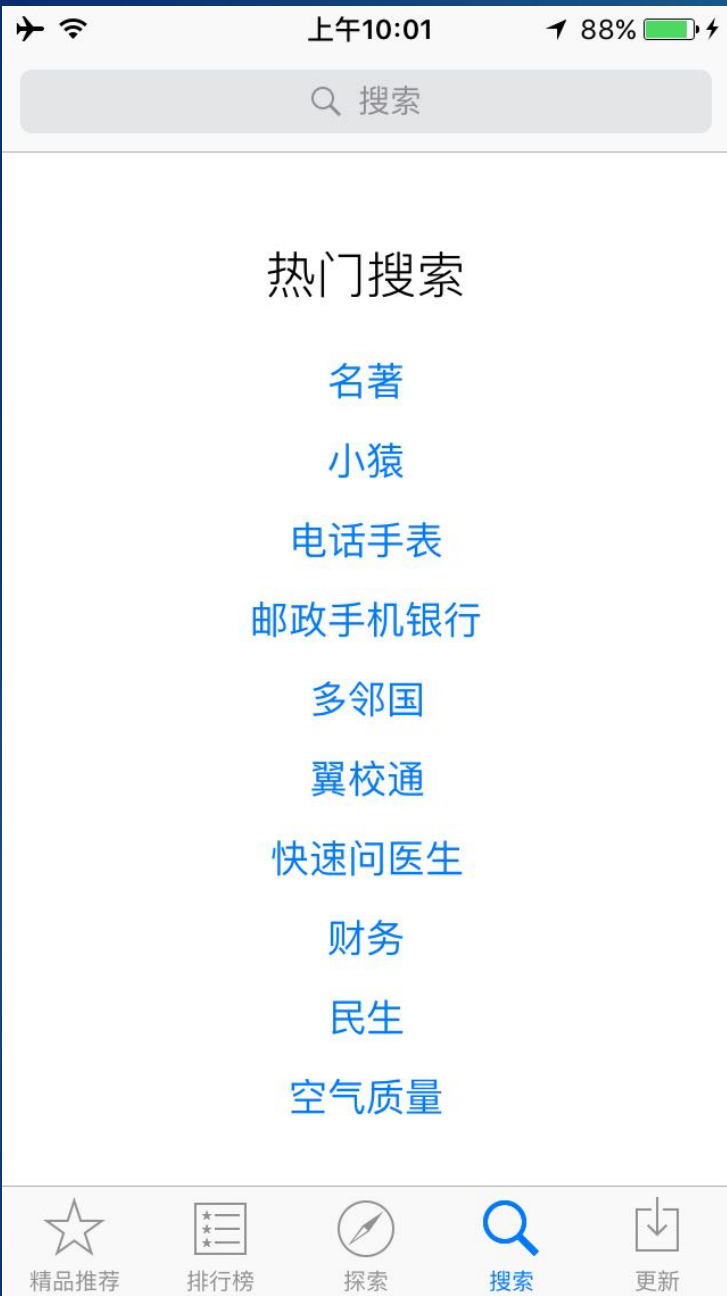 上午10:01 88%
搜索
热门搜索
名著
小猿
电话手表
邮政手机银行
多邻国
翼校通
快速问医生
财务
民生
空气质量
精品推荐 排行榜 探索 搜索 更新